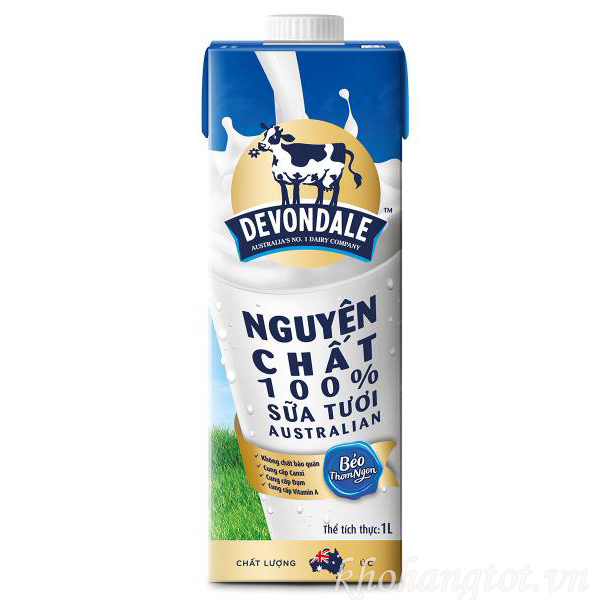 DEVONDALE™
AUSTRALIA'S NO. 1 DAIRY COMPANY
NGUYÊN
CHẤT
100%
SỮA TƯƠI
AUSTRALIAN
✓ Không chất bảo quản
✓ Cung cấp Canxi
✓ Cung cấp Đạm
✓ Cung cấp Vitamin A
Béo
Thơm Ngon
Thể tích thực: 1L
CHẤT LƯỢNG ÚC
khohangtot.vn